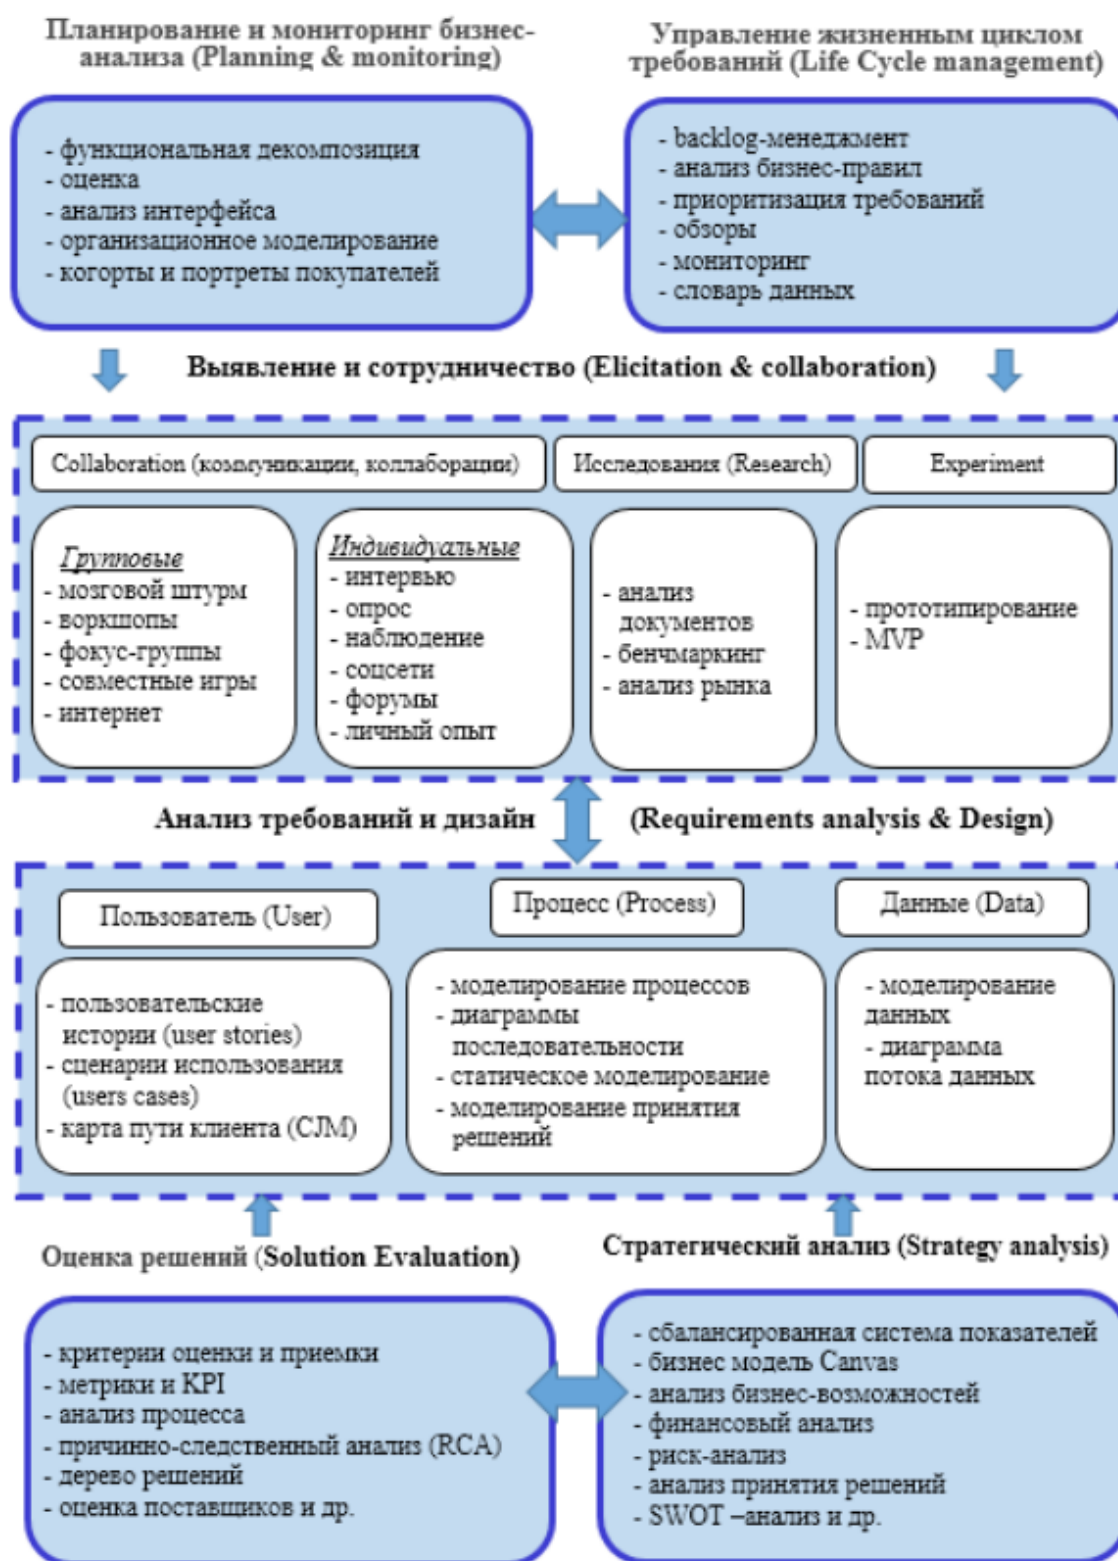 Планирование и мониторинг бизнес-
анализа (Planning & monitoring)
Управление жизненным циклом
требований (Life Cycle management)
- функциональная декомпозиция
- оценка
- анализ интерфейса
- организационное моделирование
- когорты и портреты покупателей
- backlog-менеджмент
- анализ бизнес-правил
- приоритизация требований
- обзоры
- мониторинг
- словарь данных
Выявление и сотрудничество (Elicitation & collaboration)
Collaboration (коммуникации, коллаборации)
Исследования (Research)
Experiment
Групповые
- мозговой штурм
- воркшопы
- фокус-группы
- совместные игры
- интернет
Индивидуальные
- интервью
- опрос
- наблюдение
- соцсети
- форумы
- личный опыт
- анализ
документов
- бенчмаркинг
- анализ рынка
- прототипирование
- MVP
Анализ требований и дизайн (Requirements analysis & Design)
Пользователь (User)
Процесс (Process)
Данные (Data)
- пользовательские
истории (user stories)
- сценарии использования
(users cases)
- карта пути клиента (CJM)
- моделирование процессов
- диаграммы
последовательности
- статическое моделирование
- моделирование принятия
решений
- моделирование
данных
- диаграмма
потока данных
Оценка решений (Solution Evaluation)
Стратегический анализ (Strategy analysis)
- критерии оценки и приемки
- метрики и KPI
- анализ процесса
- причинно-следственный анализ (RCA)
- дерево решений
- оценка поставщиков и др.
- сбалансированная система показателей
- бизнес модель Canvas
- анализ бизнес-возможностей
- финансовый анализ
- риск-анализ
- анализ принятия решений
- SWOT –анализ и др.